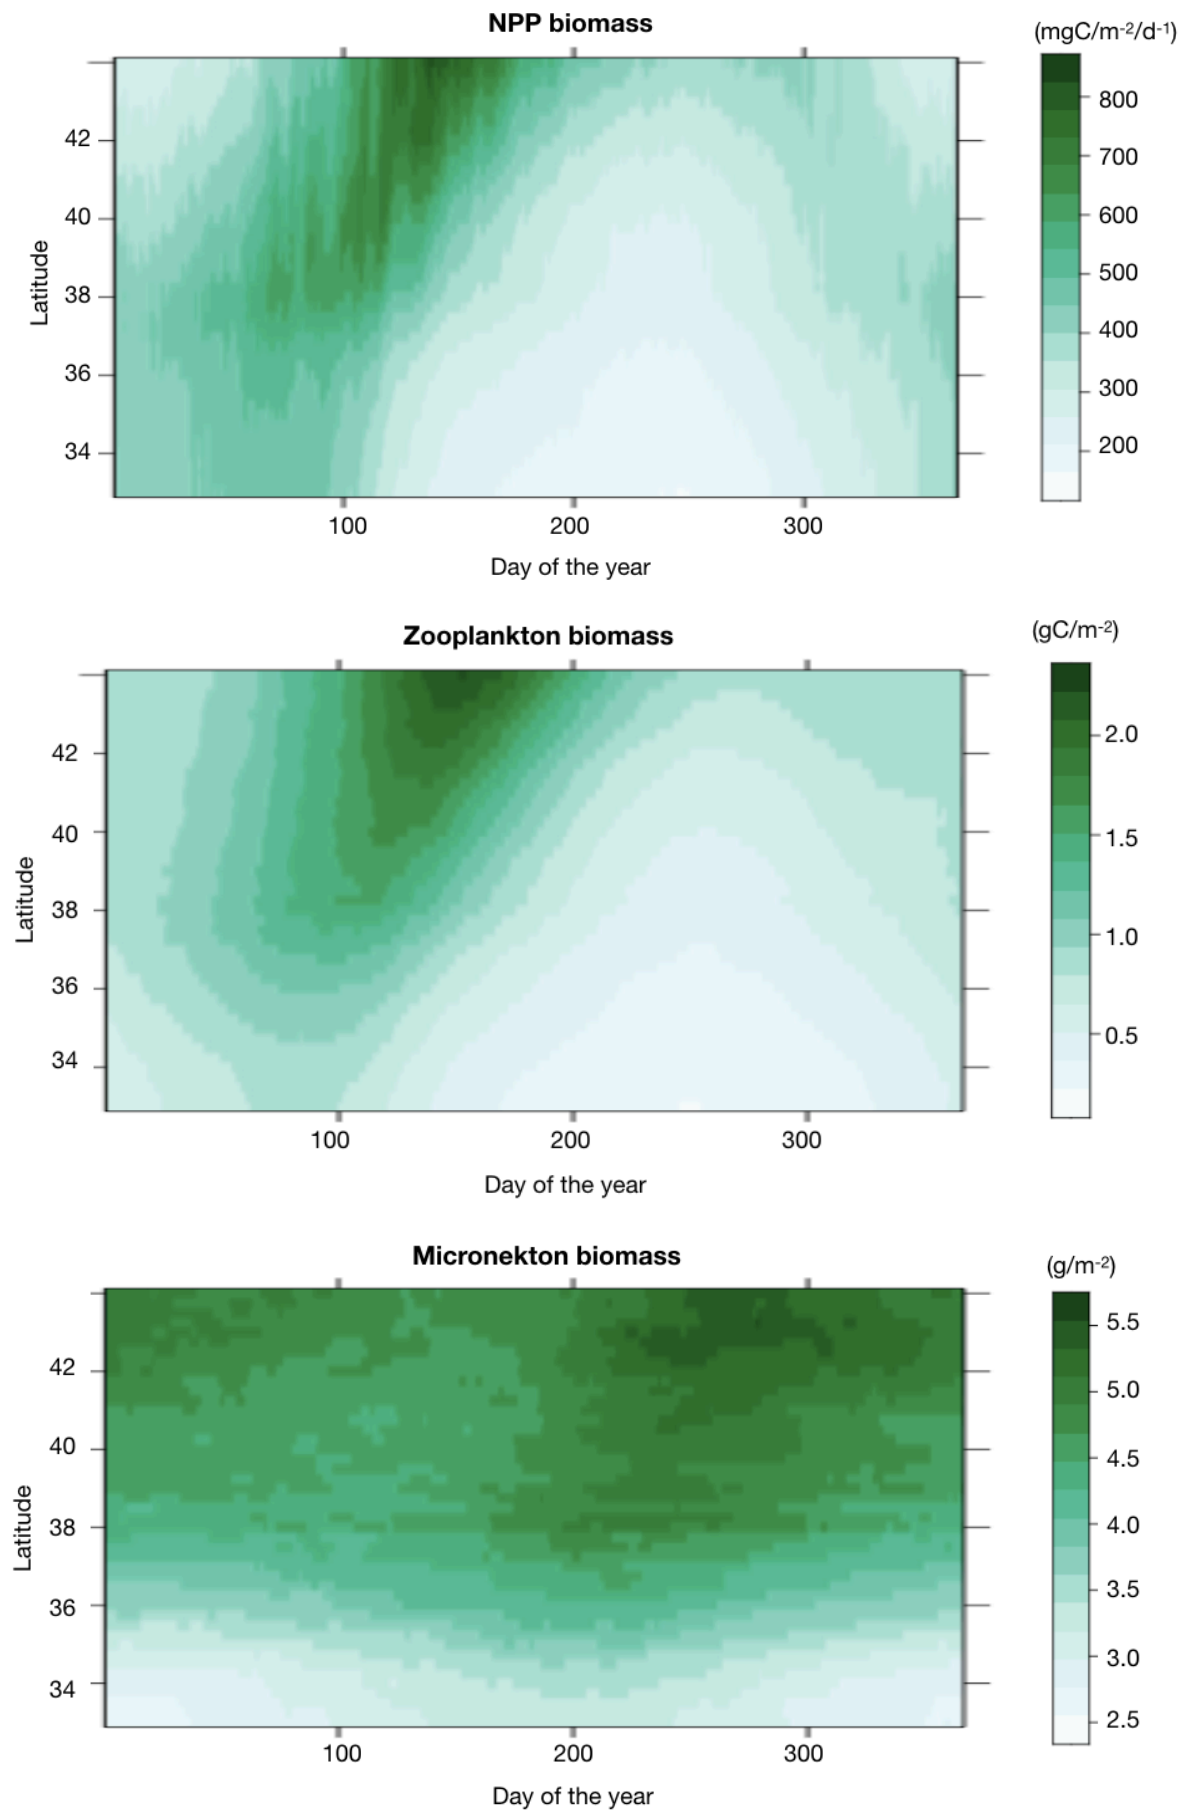 NPP biomass
(mgC/m-2/d-1)
800
700
600
500
400
300
200
42
40
38
36
34
Latitude
100 200 300
Day of the year
Zooplankton biomass
(gC/m-2)
2.0
1.5
1.0
0.5
42
40
38
36
34
Latitude
100 200 300
Day of the year
Micronekton biomass
(g/m-2)
5.5
5.0
4.5
4.0
3.5
3.0
2.5
42
40
38
36
34
Latitude
100 200 300
Day of the year